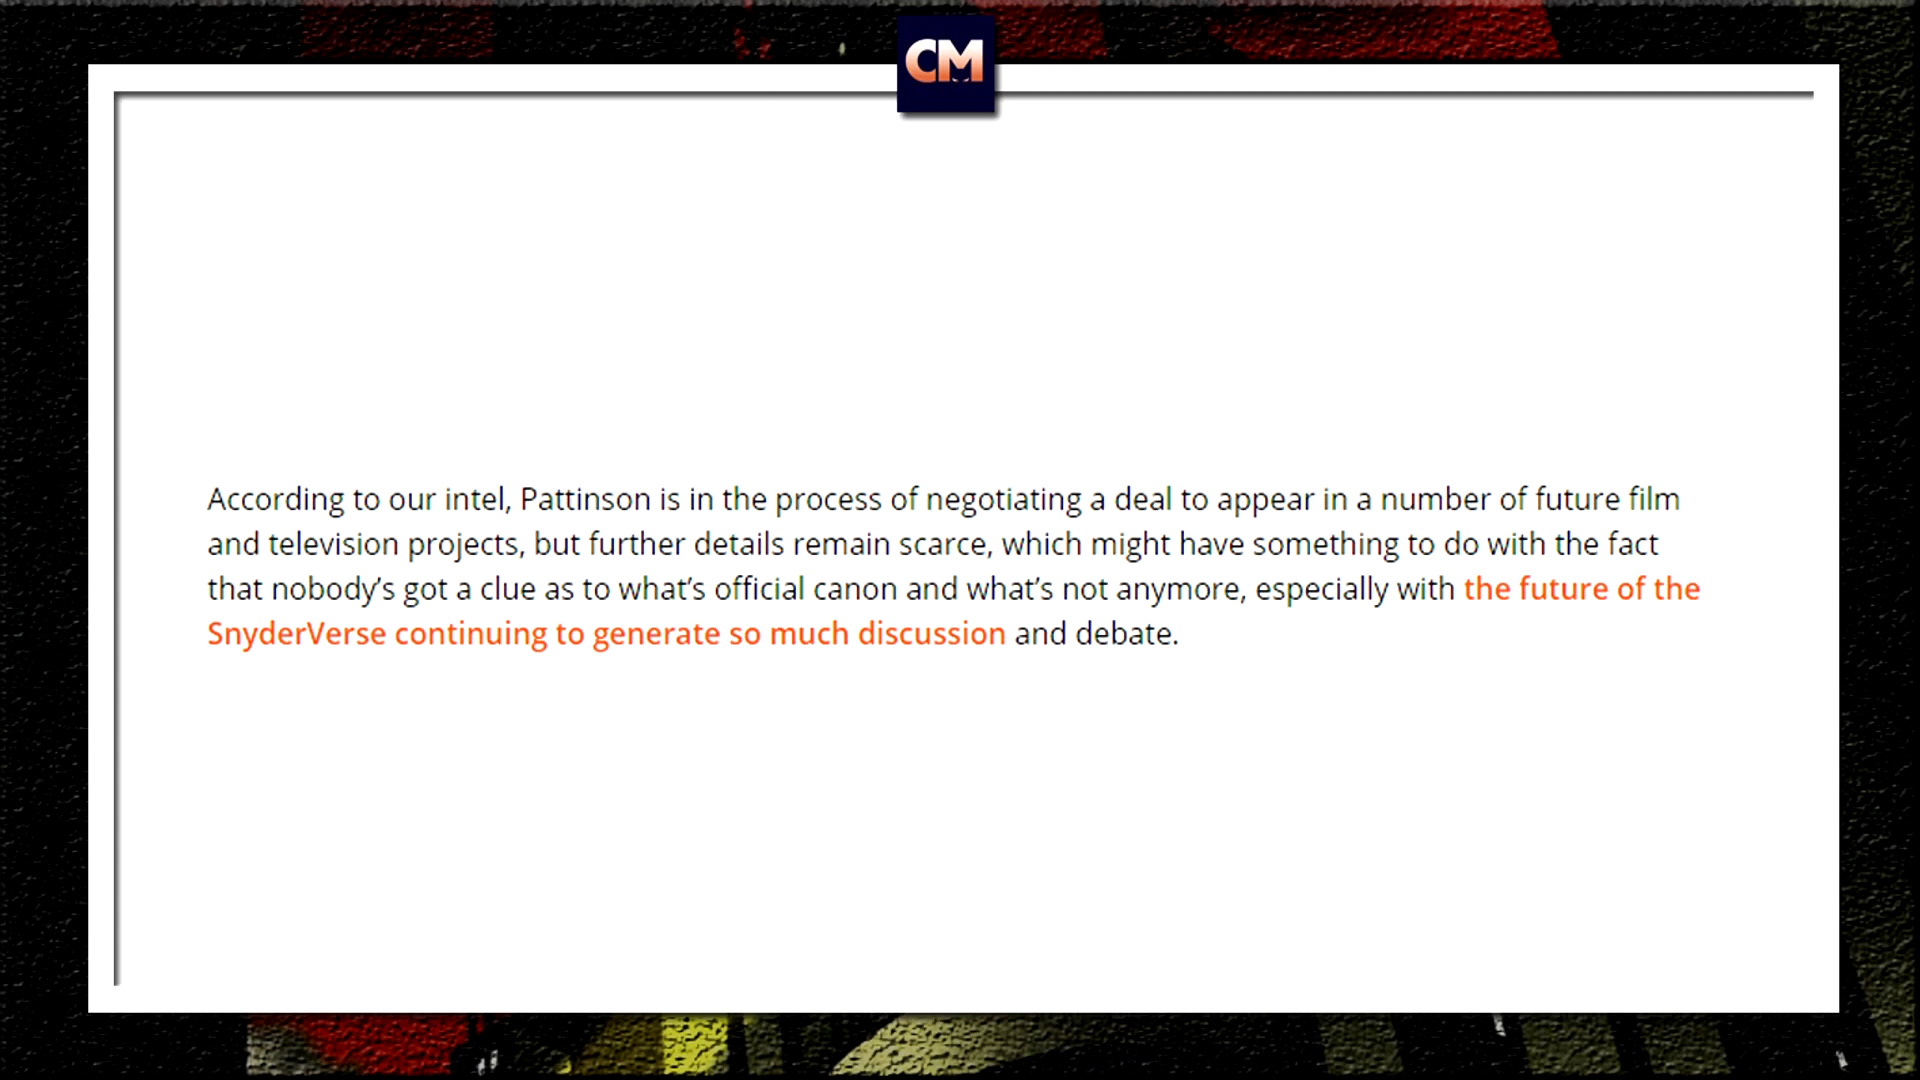 CM
According to our intel, Pattinson is in the process of negotiating a deal to appear in a number of future film
and television projects, but further details remain scarce, which might have something to do with the fact
that nobody’s got a clue as to what’s official canon and what’s not anymore, especially with the future of the
SnyderVerse continuing to generate so much discussion and debate.